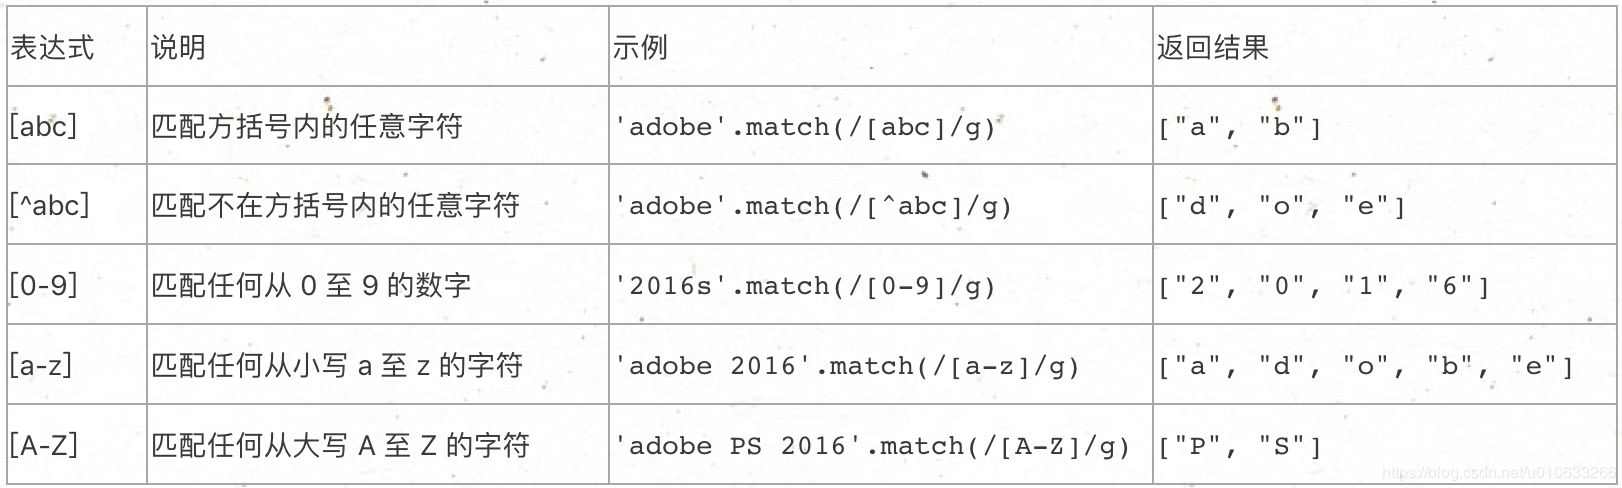 表达式 说明 示例 返回结果
[abc] 匹配方括号内的任意字符 'adobe'.match(/[abc]/g) ["a", "b"]
[^abc] 匹配不在方括号内的任意字符 'adobe'.match(/[^abc]/g) ["d", "o", "e"]
[0-9] 匹配任何从 0 至 9 的数字 '2016s'.match(/[0-9]/g) ["2", "0", "1", "6"]
[a-z] 匹配任何从小写 a 至 z 的字符 'adobe 2016'.match(/[a-z]/g) ["a", "d", "o", "b", "e"]
[A-Z] 匹配任何从大写 A 至 Z 的字符 'adobe PS 2016'.match(/[A-Z]/g) ["P", "S"]
https://blog.csdn.net/u010633266